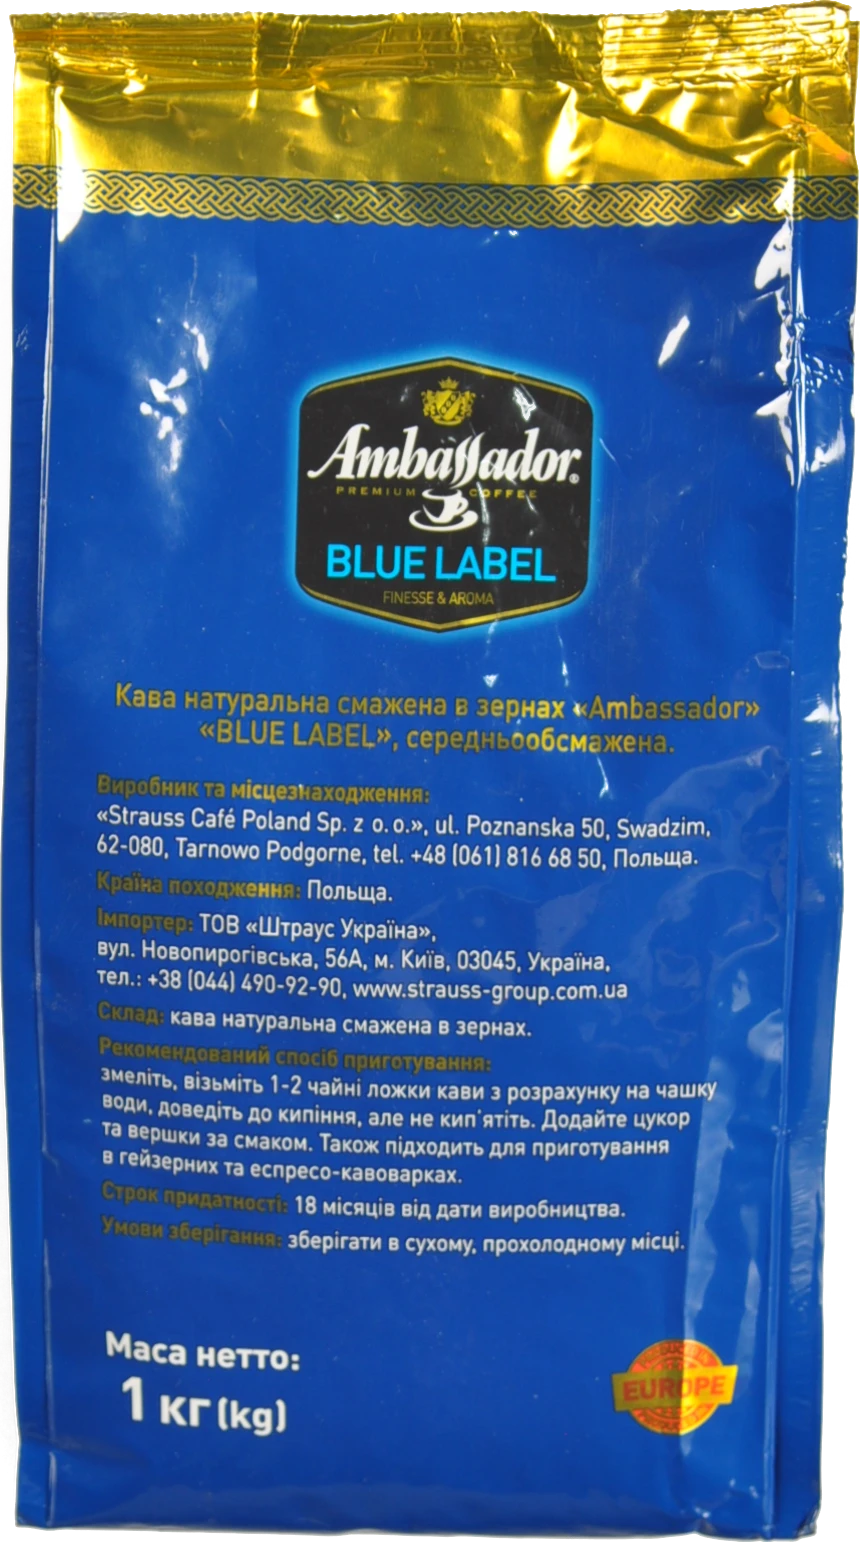 Ambassador®
PREMIUM COFFEE
BLUE LABEL
FINESSE & AROMA
Кава натуральна смажена в зернах «Ambassador»
«BLUE LABEL», середньообсмажена.
Виробник та місцезнаходження:
«Strauss Café Poland Sp. z o.o.», ul. Poznanska 50, Swadzim,
62-080, Tarnowo Podgorne, tel. +48 (061) 816 68 50, Польща.
Країна походження: Польща.
Імпортер: ТОВ «Штраус Україна»,
вул. Новопирогівська, 56А, м. Київ, 03045, Україна,
тел.: +38 (044) 490-92-90, www.strauss-group.com.ua
Склад: кава натуральна смажена в зернах.
Рекомендований спосіб приготування:
змеліть, візьміть 1-2 чайні ложки кави з розрахунку на чашку
води, доведіть до кипіння, але не кип'ятіть. Додайте цукор
та вершки за смаком. Також підходить для приготування
в гейзерних та еспресо-кавоварках.
Строк придатності: 18 місяців від дати виробництва.
Умови зберігання: зберігати в сухому, прохолодному місці.
Маса нетто:
1 кг (kg)
EUROPE